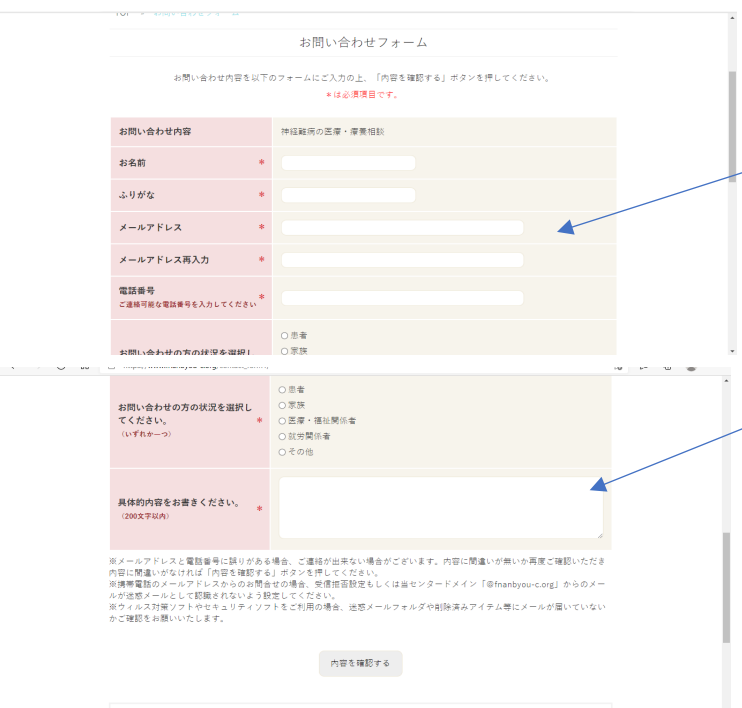 お問い合わせフォーム
お問い合わせ内容を以下のフォームにご入力の上、「内容を確認する」ボタンを押してください。
*は必須項目です。
お問い合わせ内容 神経難病の医療・療養相談
お名前 *
ふりがな *
メールアドレス *
メールアドレス再入力 *
電話番号 *
ご連絡可能な電話番号を入力してください
患者
お問い合わせの方の状況を選択し 家族
患者
家族
お問い合わせの方の状況を選択し
てください。 * 医療・福祉関係者
(いずれか一つ)
就労関係者
その他
具体的内容をお書きください。 *
(200文字以内)
※メールアドレスと電話番号に誤りがある場合、ご連絡が出来ない場合がございます。内容に間違いが無いか再度ご確認いただき
内容に間違いがなければ「内容を確認する」ボタンを押してください。
※携帯電話のメールアドレスからのお問合せの場合、受信拒否設定もしくは当センタードメイン「@fnanbyou-c.org」からのメー
ルが迷惑メールとして認識されないよう設定してください。
※ウィルス対策ソフトやセキュリティソフトをご利用の場合、迷惑メールフォルダや削除済みアイテム等にメールが届いていない
かご確認をお願いいたします。
内容を確認する